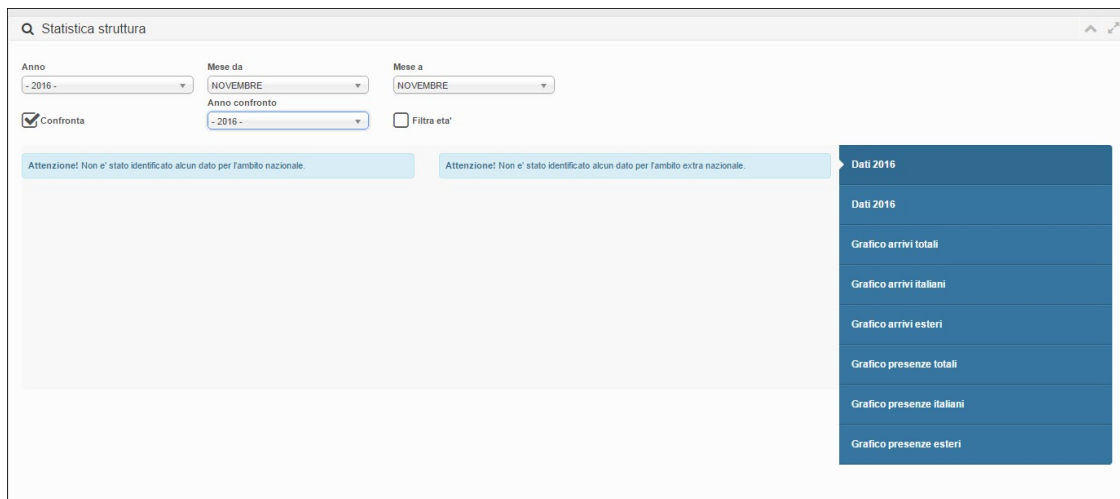 Statistica struttura
Anno
Mese da
Mese a
- 2016 -
NOVEMBRE
NOVEMBRE
Anno confronto
Confronta
- 2016 -
Filtra eta'
Attenzione! Non e' stato identificato alcun dato per l'ambito nazionale.
Attenzione! Non e' stato identificato alcun dato per l'ambito extra nazionale.
Dati 2016
Dati 2016
Grafico arrivi totali
Grafico arrivi italiani
Grafico arrivi esteri
Grafico presenze totali
Grafico presenze italiani
Grafico presenze esteri